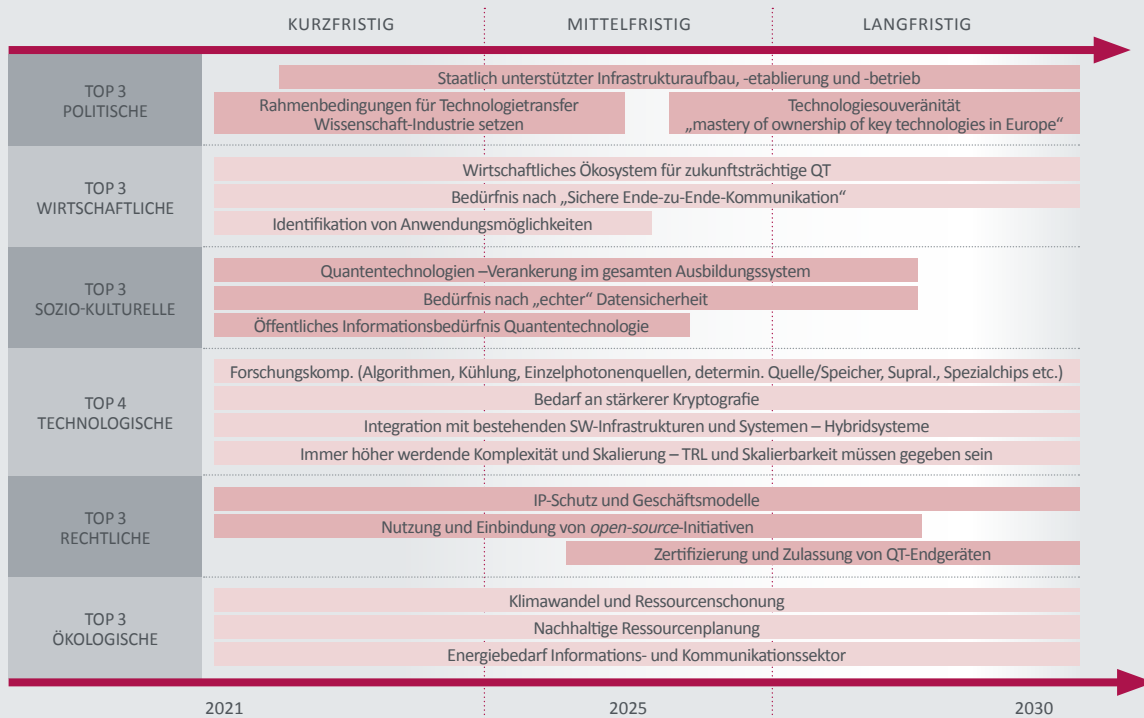 KURZFRISTIG
MITTELFRISTIG
LANGFRISTIG
TOP 3
POLITISCHE
Staatlich unterstützter Infrastrukturaufbau, -etablierung und -betrieb
Rahmenbedingungen für Technologietransfer
Wissenschaft-Industrie setzen
Technologiesouveränität
„mastery of ownership of key technologies in Europe“
TOP 3
WIRTSCHAFTLICHE
Wirtschaftliches Ökosystem für zukunftsträchtige QT
Bedürfnis nach „Sichere Ende-zu-Ende-Kommunikation“
Identifikation von Anwendungsmöglichkeiten
TOP 3
SOZIO-KULTURELLE
Quantentechnologien –Verankerung im gesamten Ausbildungssystem
Bedürfnis nach „echter“ Datensicherheit
Öffentliches Informationsbedürfnis Quantentechnologie
TOP 4
TECHNOLOGISCHE
Forschungskomp. (Algorithmen, Kühlung, Einzelphotonenquellen, determin. Quelle/Speicher, Supral., Spezialchips etc.)
Bedarf an stärkerer Kryptografie
Integration mit bestehenden SW-Infrastrukturen und Systemen – Hybridsysteme
Immer höher werdende Komplexität und Skalierung – TRL und Skalierbarkeit müssen gegeben sein
TOP 3
RECHTLICHE
IP-Schutz und Geschäftsmodelle
Nutzung und Einbindung von open-source-Initiativen
Zertifizierung und Zulassung von QT-Endgeräten
TOP 3
ÖKOLOGISCHE
Klimawandel und Ressourcenschonung
Nachhaltige Ressourcenplanung
Energiebedarf Informations- und Kommunikationssektor
2021
2025
2030